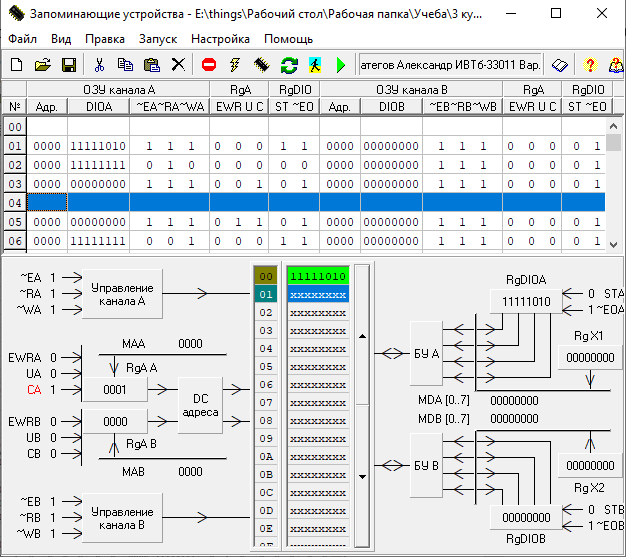 Запоминающие устройства - E:\things\Рабочий стол\Рабочая папка\Учеба\3 ку...
Файл Вид Правка Запуск Настройка Помощь
атегов Александр ИВТб-33011 Вар.
ОЗУ канала А RgA RgDIO ОЗУ канала В RgA RgDIO
№ Адр. DIOA ~EA~RA~WA EWR U C ST ~EO Адр. DIOB ~EB~RB~WB EWR U C ST ~EO
00
01 0000 11111010 1 1 1 0 0 0 1 1 0000 00000000 1 1 1 0 0 0 0 1
02 0000 11111111 0 1 0 0 0 0 0 1 0000 00000000 1 1 1 0 0 0 0 1
03 0000 00000000 1 1 1 0 0 1 0 1 0000 00000000 1 1 1 0 0 0 0 1
04
05 0000 00000000 1 1 1 0 1 1 0 1 0000 00000000 1 1 1 0 0 0 0 1
06 0000 11111111 0 0 1 0 0 0 0 1 0000 00000000 1 1 1 0 0 0 0 1
~EA 1
~RA 1
~WA 1
Управление
канала А
MAA 0000
EWRA 0
UA 0
CA 1
RgA A
0001
DC
адреса
EWRB 0
UB 0
CB 0
0000
RgA B
MAB 0000
~EB 1
~RB 1
~WB 1
Управление
канала В
00 11111010
01 xxxxxxxx
02 xxxxxxxx
03 xxxxxxxx
04 xxxxxxxx
05 xxxxxxxx
06 xxxxxxxx
07 xxxxxxxx
08 xxxxxxxx
09 xxxxxxxx
0A xxxxxxxx
0B xxxxxxxx
0C xxxxxxxx
0D xxxxxxxx
0E xxxxxxxx
RgDIOA
11111010
0 STA
1 ~EOA
БУ А
RgX1
00000000
MDA [0..7] 00000000
MDB [0..7] 00000000
БУ В
00000000
RgX2
00000000
RgDIOB
0 STB
1 ~EOB